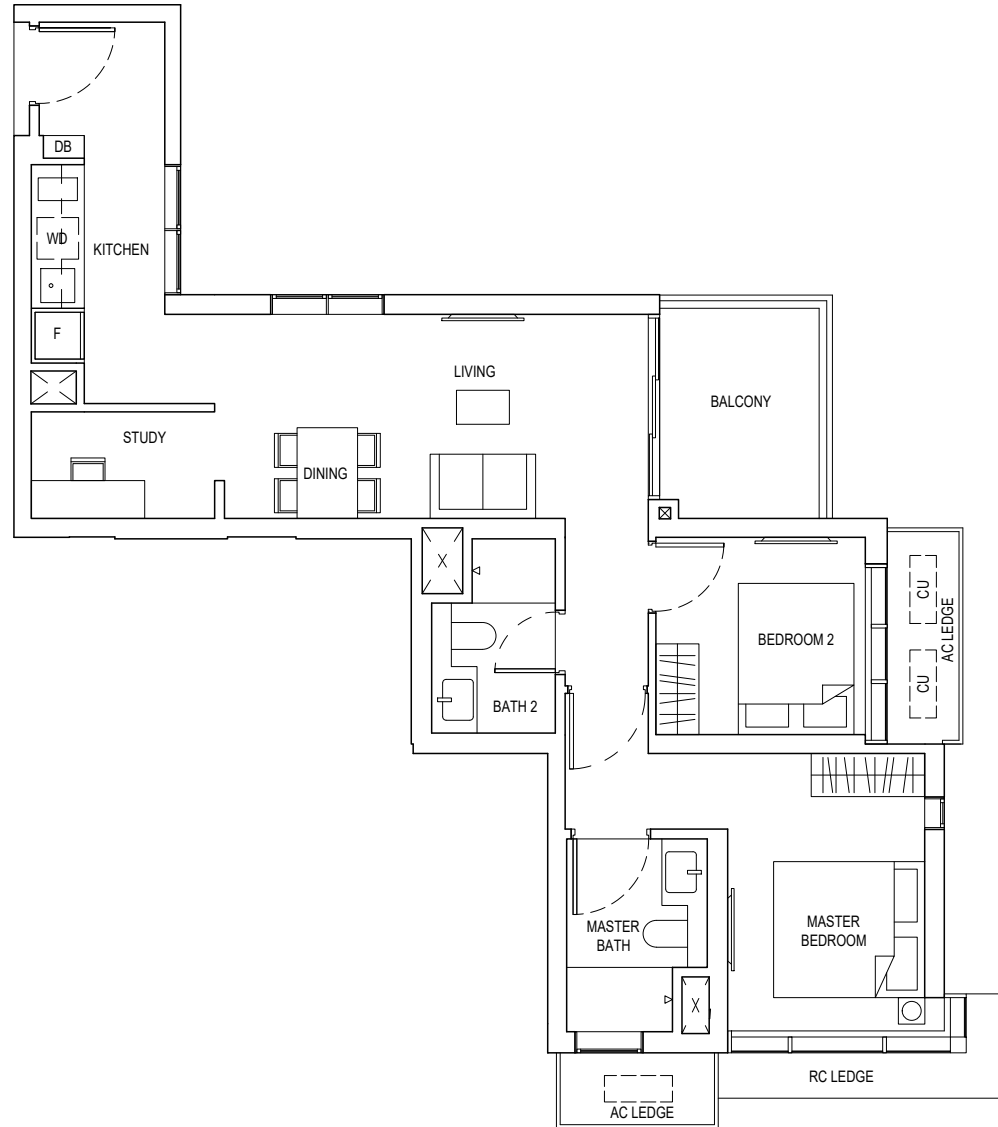 DB
WD
KITCHEN
F
LIVING
BALCONY
STUDY
DINING
X
CU
AC LEDGE
BEDROOM 2
CU
BATH 2
MASTER
BATH
MASTER
BEDROOM
X
RC LEDGE
AC LEDGE